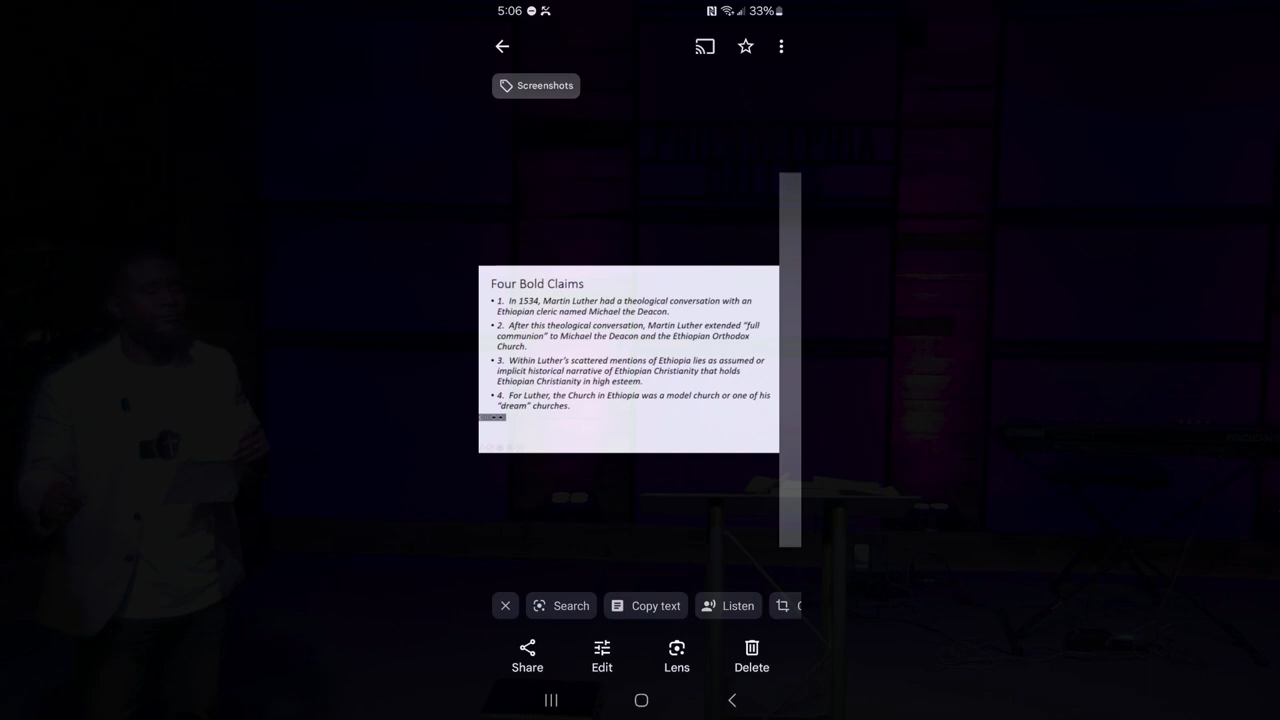 5:06
33%
Screenshots
Four Bold Claims
• 1. In 1534, Martin Luther had a theological conversation with an
Ethiopian cleric named Michael the Deacon.
• 2. After this theological conversation, Martin Luther extended “full
communion” to Michael the Deacon and the Ethiopian Orthodox
Church.
• 3. Within Luther’s scattered mentions of Ethiopia lies as assumed or
implicit historical narrative of Ethiopian Christianity that holds
Ethiopian Christianity in high esteem.
• 4. For Luther, the Church in Ethiopia was a model church or one of his
“dream” churches.
Search
Copy text
Listen
Share
Edit
Lens
Delete